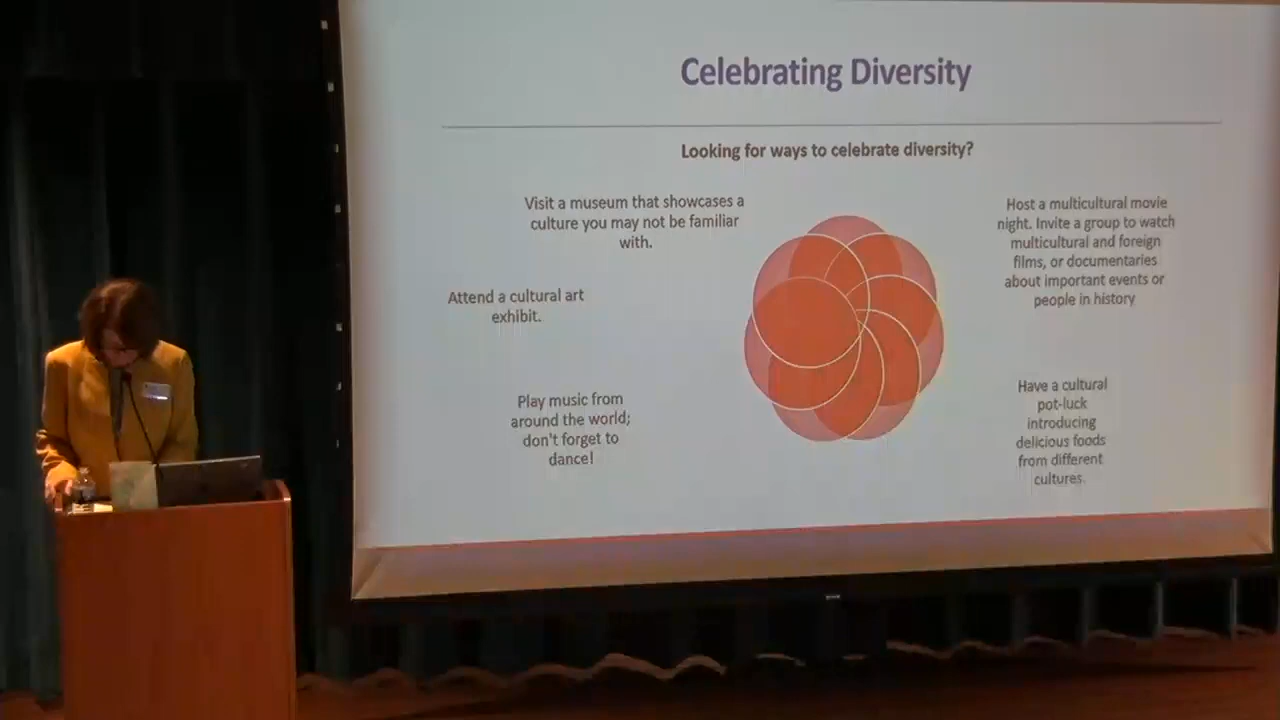 Celebrating Diversity
Looking for ways to celebrate diversity?
Visit a museum that showcases a
culture you may not be familiar
with.
Attend a cultural art
exhibit.
Play music from
around the world;
don't forget to
dance!
Host a multicultural movie
night. Invite a group to watch
multicultural and foreign
films, or documentaries
about important events or
people in history
Have a cultural
pot-luck
introducing
delicious foods
from different
cultures.